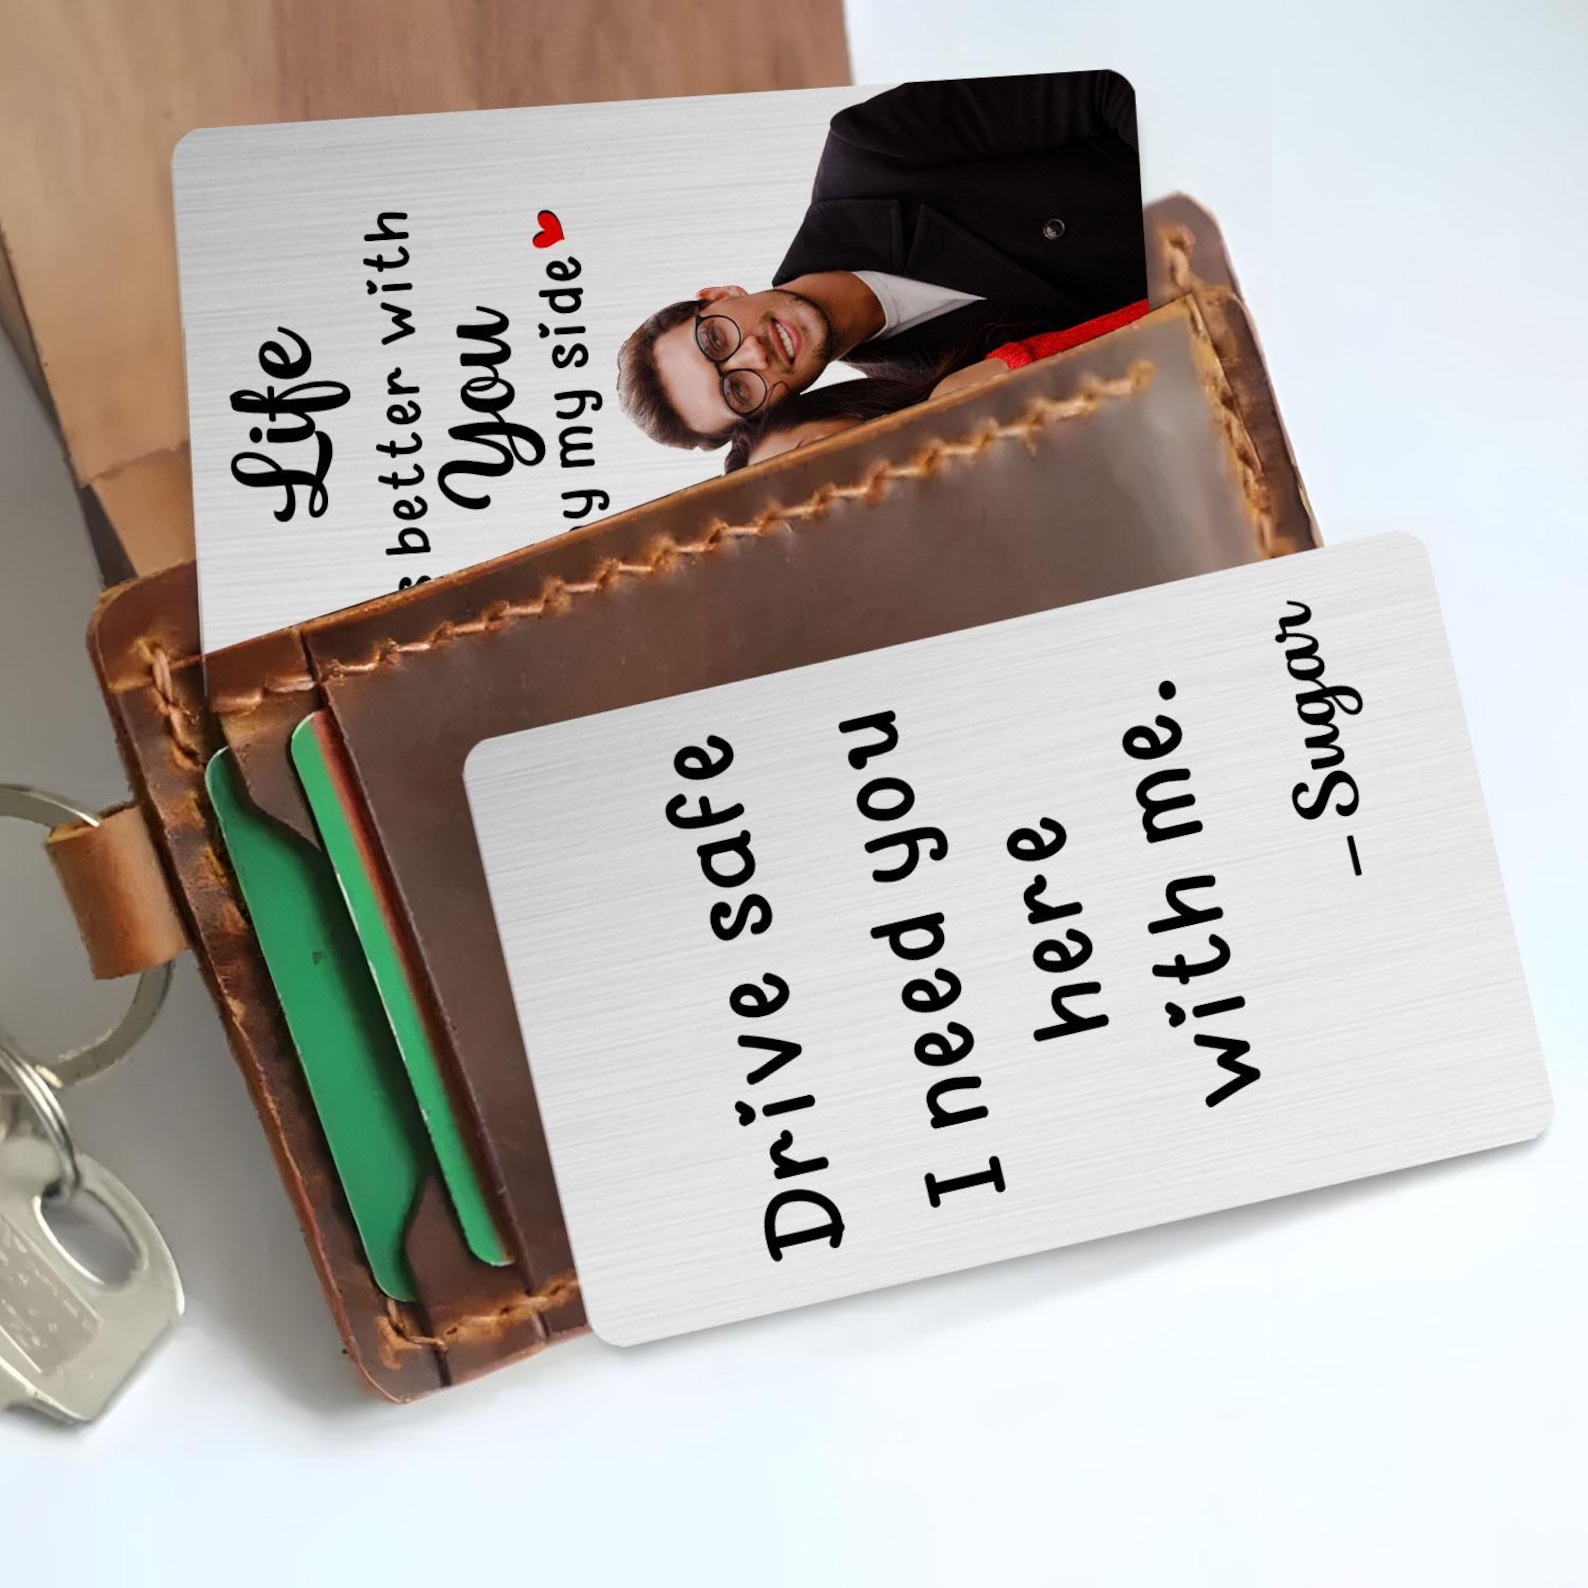 Life
better with
You
my side
Drive safe
I need you
here
with me.
– Sugar